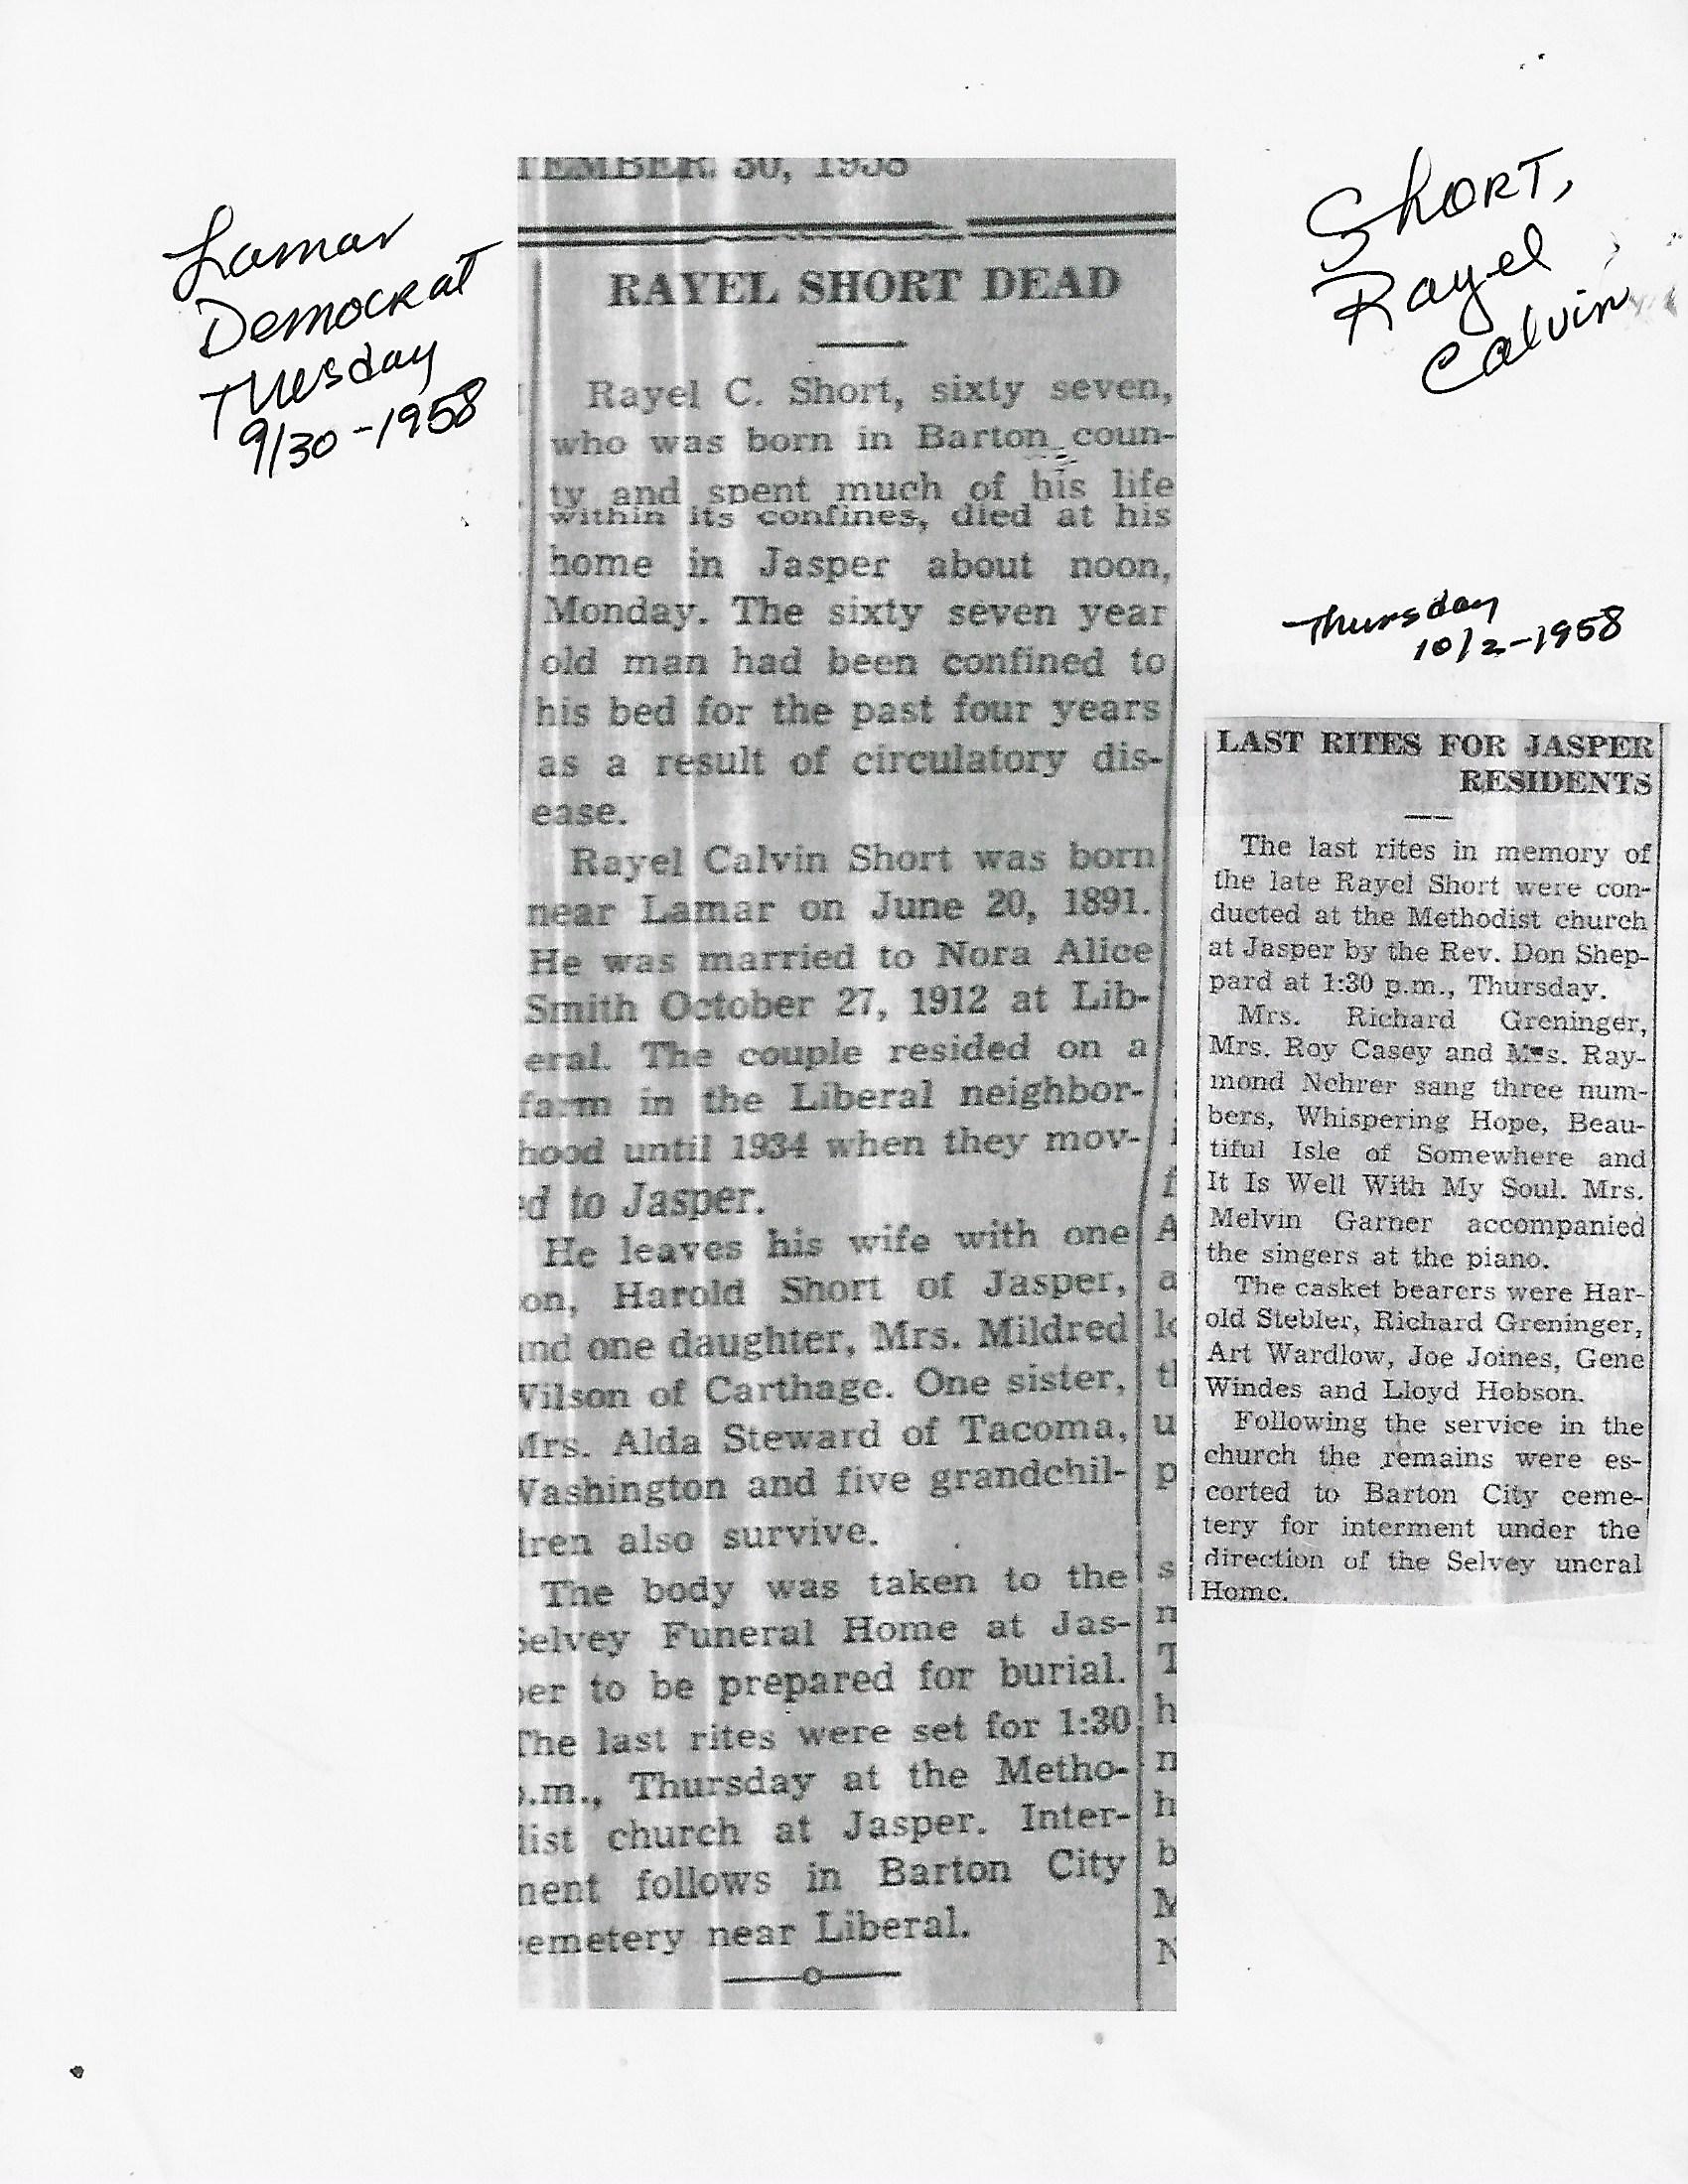 Lamar
Democrat
Tuesday
9/30-1958
TEMBER 30, 1958
RAYEL SHORT DEAD
Rayel C. Short, sixty seven,
who was born in Barton coun-
ty and spent much of his life
within its confines, died at his
home in Jasper about noon,
Monday. The sixty seven year
old man had been confined to
his bed for the past four years
as a result of circulatory dis-
ease.
Rayel Calvin Short was born
near Lamar on June 20, 1891.
He was married to Nora Alice
Smith October 27, 1912 at Lib-
eral. The couple resided on a
farm in the Liberal neighbor-
hood until 1934 when they mov-
ed to Jasper.
He leaves his wife with one
on, Harold Short of Jasper,
nd one daughter, Mrs. Mildred
Wilson of Carthage. One sister,
Mrs. Alda Steward of Tacoma,
Washington and five grandchil-
dren also survive.
The body was taken to the
Selvey Funeral Home at Jas-
per to be prepared for burial.
The last rites were set for 1:30
p.m., Thursday at the Metho-
dist church at Jasper. Inter-
ment follows in Barton City
cemetery near Liberal.
Short,
Rayel
Calvin
Thursday
10/2-1958
LAST RITES FOR JASPER
RESIDENTS
The last rites in memory of
the late Rayel Short were con-
ducted at the Methodist church
at Jasper by the Rev. Don Shep-
pard at 1:30 p.m., Thursday.
Mrs. Richard Greninger,
Mrs. Roy Casey and Mrs. Ray-
mond Nehrer sang three num-
bers, Whispering Hope, Beau-
tiful Isle of Somewhere and
It Is Well With My Soul. Mrs.
Melvin Garner accompanied
the singers at the piano.
The casket bearers were Har-
old Stebler, Richard Greninger,
Art Wardlow, Joe Joines, Gene
Windes and Lloyd Hobson.
Following the service in the
church the remains were es-
corted to Barton City ceme-
tery for interment under the
direction of the Selvey uneral
Home.